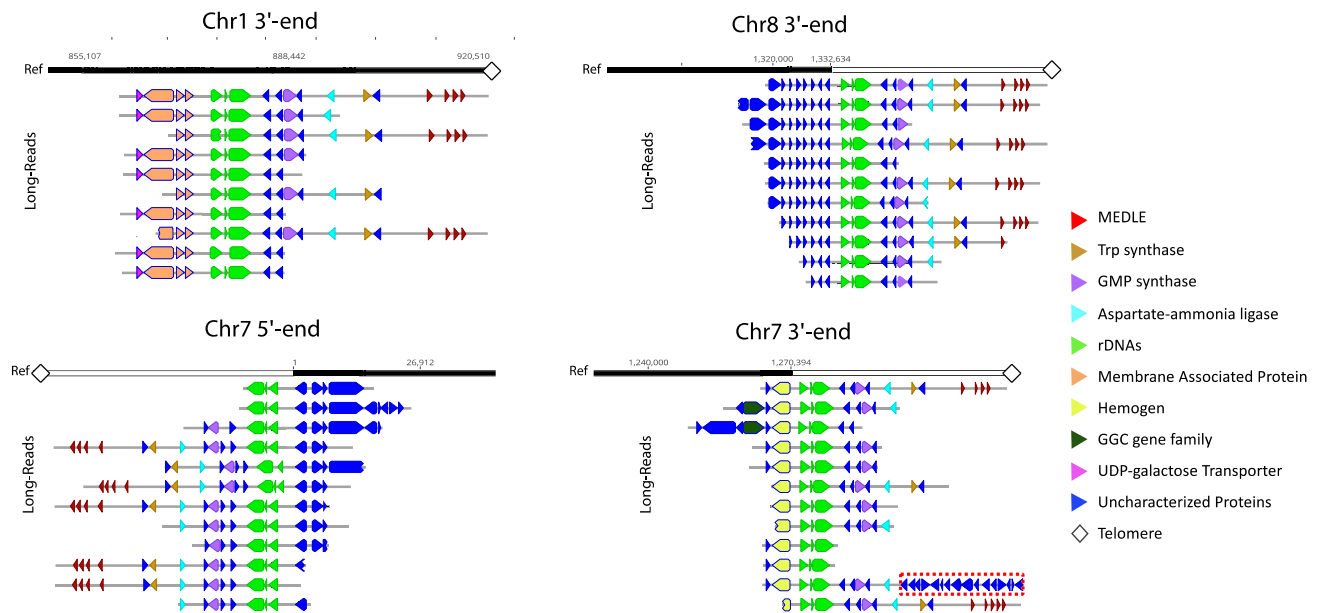 Chr1 3'-end
855,107 888,442 920,510
Ref
Long-Reads
Chr8 3'-end
1,320,000 1,332,634
Ref
Long-Reads
Chr7 5'-end
1 26,912
Ref
Long-Reads
Chr7 3'-end
1,240,000 1,270,394
Ref
Long-Reads
MEDLE
Trp synthase
GMP synthase
Aspartate-ammonia ligase
rDNAs
Membrane Associated Protein
Hemogen
GGC gene family
UDP-galactose Transporter
Uncharacterized Proteins
Telomere